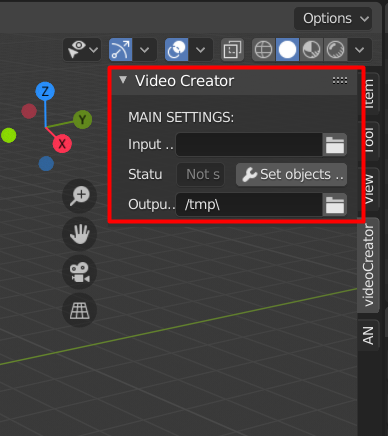 Options
Video Creator
MAIN SETTINGS:
Input ..
Statu Not s Set objects ..
Outpu.. /tmp\
Item
Tool
View
videoCreator
AN
Z
Y
X